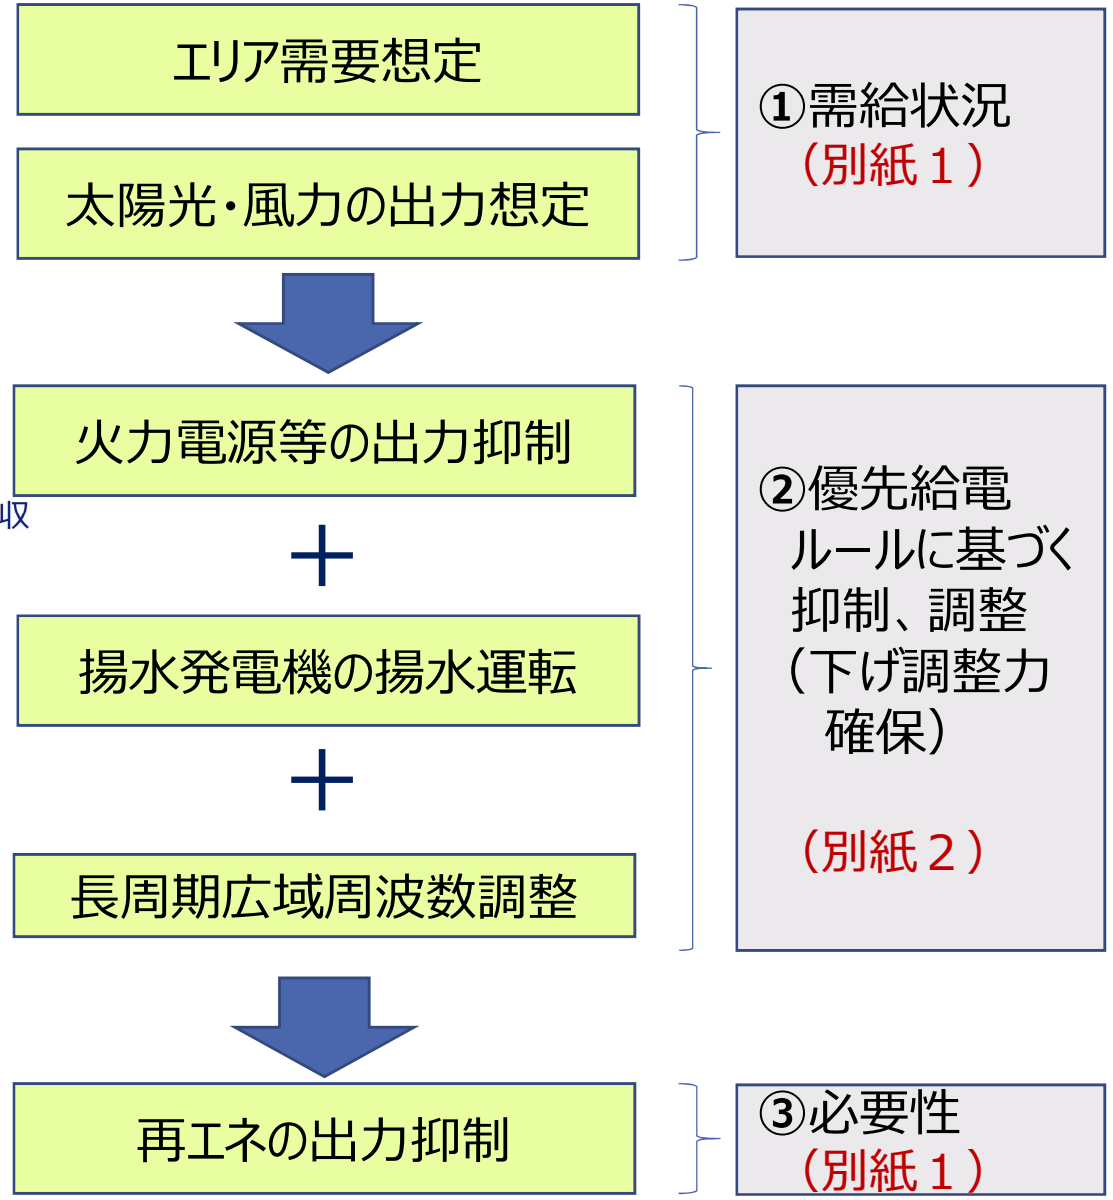 エリア需要想定
太陽光・風力の出力想定
①需給状況
（別紙１）
火力電源等の出力抑制
収
＋
揚水発電機の揚水運転
＋
長周期広域周波数調整
②優先給電
ルールに基づく
抑制、調整
（下げ調整力
確保）
（別紙２）
再エネの出力抑制
③必要性
（別紙１）